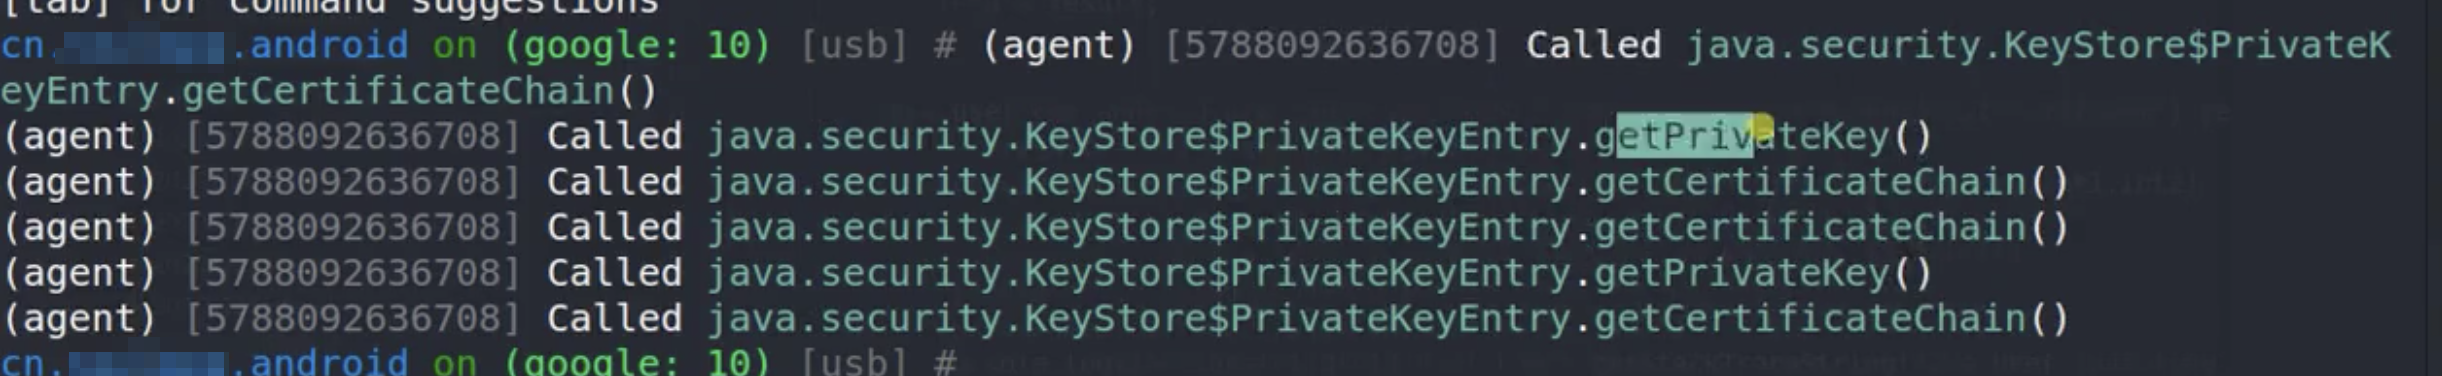 [tab] for command suggestions
cn. .android on (google: 10) [usb] # (agent) [5788092636708] Called java.security.KeyStore$PrivateK
eyEntry.getCertificateChain()
(agent) [5788092636708] Called java.security.KeyStore$PrivateKeyEntry.getPrivateKey()
(agent) [5788092636708] Called java.security.KeyStore$PrivateKeyEntry.getCertificateChain()
(agent) [5788092636708] Called java.security.KeyStore$PrivateKeyEntry.getCertificateChain()
(agent) [5788092636708] Called java.security.KeyStore$PrivateKeyEntry.getPrivateKey()
(agent) [5788092636708] Called java.security.KeyStore$PrivateKeyEntry.getCertificateChain()
cn. .android on (google: 10) [usb] #